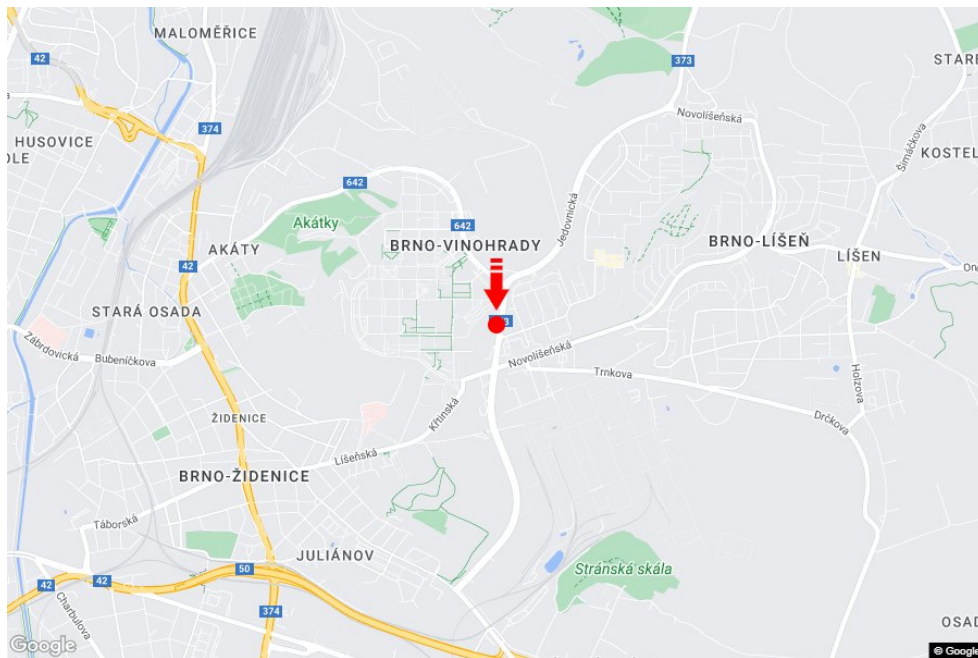 MALOMĚŘICE
42
373
STARÉ
Novolíšeňská
374
HUSOVICE
Šimáčkova
KOSTEL
642
Akátky
Jedovnická
642
BRNO-VINOHRADY
BRNO-LÍŠEŇ
AKÁTY
LÍŠEŇ
42
STARÁ OSADA
Zábrdovická
Bubeníčkova
Novolíšeňská
Trnkova
Holzova
Křtinská
ŽIDENICE
Drčkova
Líšeňská
BRNO-ŽIDENICE
Táborská
JULIÁNOV
50
Stránská skála
42
42
Charbulova
374
OSAD
Google
© Google